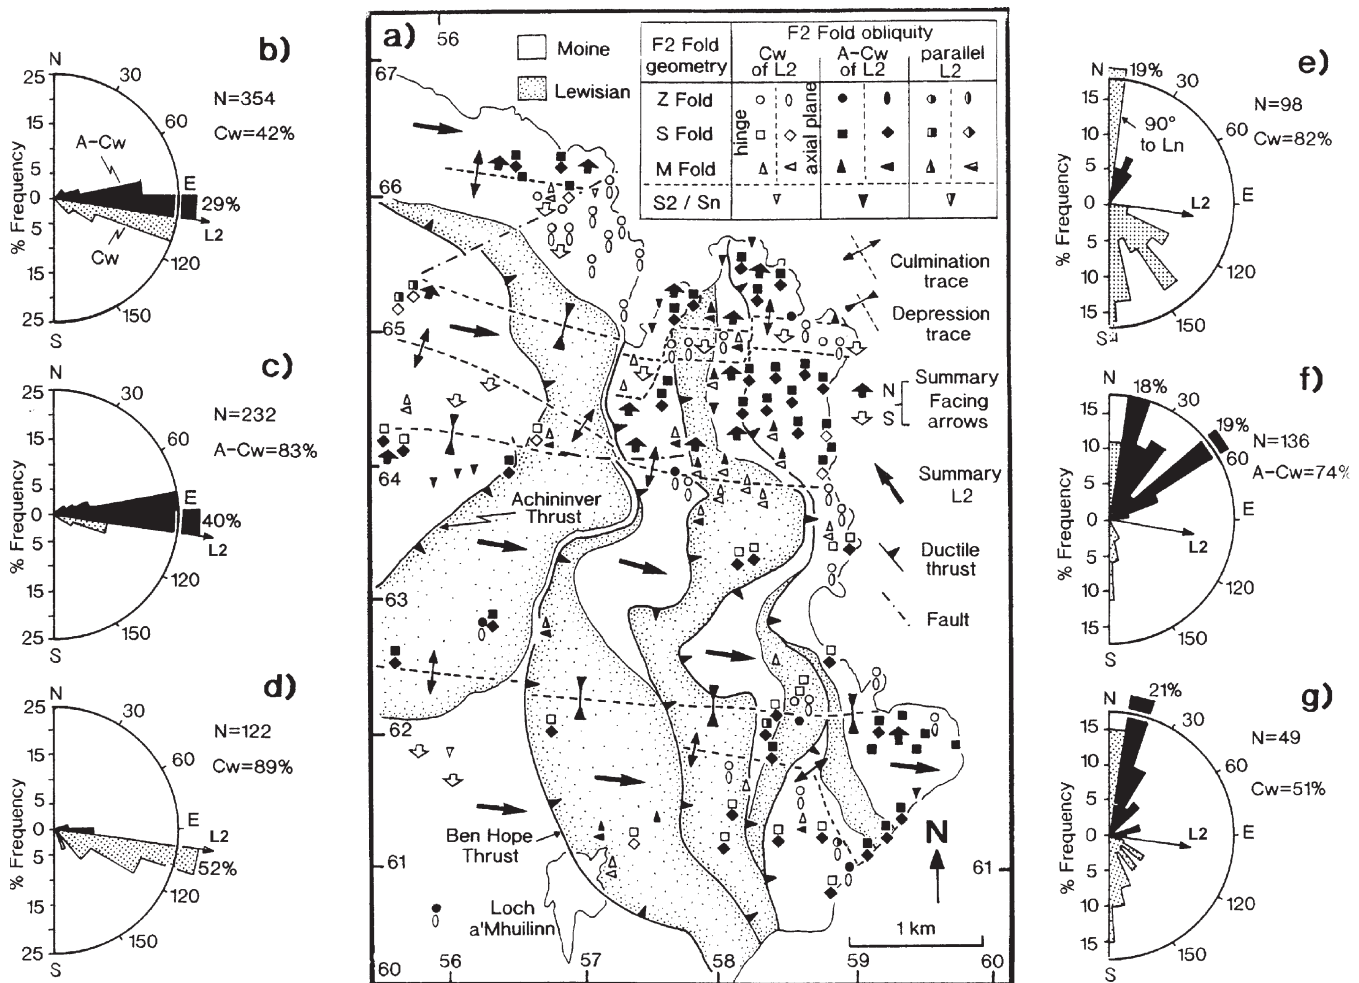 b)
N
25
15
5
% Frequency
0
5
15
25
S
30
60
E
120
150
A-Cw
Cw
29%
L2
N=354
Cw=42%
c)
N
25
15
5
% Frequency
0
5
15
25
S
30
60
E
120
150
40%
L2
N=232
A-Cw=83%
d)
N
25
15
5
% Frequency
0
5
15
25
S
30
60
E
120
150
L2
52%
N=122
Cw=89%
a)
56
67
66
65
64
63
62
61
60
56
57
58
59
60
61
Moine
Lewisian
F2 Fold geometry
F2 Fold obliquity
Cw of L2
A-Cw of L2
parallel L2
Z Fold
S Fold
M Fold
S2 / Sn
hinge
axial plane
Culmination trace
Depression trace
N
S
Summary Facing arrows
Summary L2
Ductile thrust
Fault
Achininver Thrust
Ben Hope Thrust
Loch a'Mhuilinn
N
1 km
e)
N
19%
15
10
5
% Frequency
0
5
10
15
S
30
60
E
120
150
90° to Ln
L2
N=98
Cw=82%
f)
N
18%
15
10
5
% Frequency
0
5
10
15
S
30
19%
60
E
120
150
L2
N=136
A-Cw=74%
g)
N
21%
15
10
5
% Frequency
0
5
10
15
S
30
60
E
120
150
L2
N=49
Cw=51%